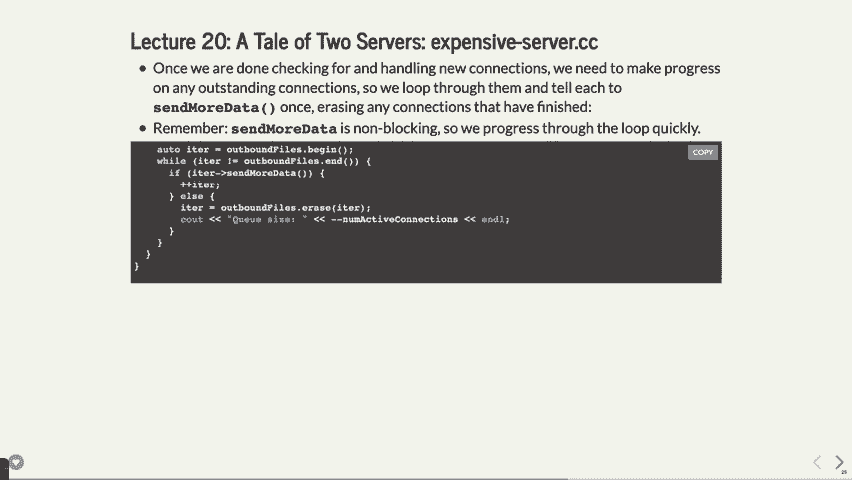 Lecture 20: A Tale of Two Servers: expensive-server.cc
• Once we are done checking for and handling new connections, we need to make progress
on any outstanding connections, so we loop through them and tell each to
sendMoreData() once, erasing any connections that have finished:
• Remember: sendMoreData is non-blocking, so we progress through the loop quickly.
COPY
auto iter = outboundFiles.begin();
while (iter != outboundFiles.end()) {
if (iter->sendMoreData()) {
++iter;
} else {
iter = outboundFiles.erase(iter);
cout << "Queue size: " << --numActiveConnections << endl;
}
}
}
}
25